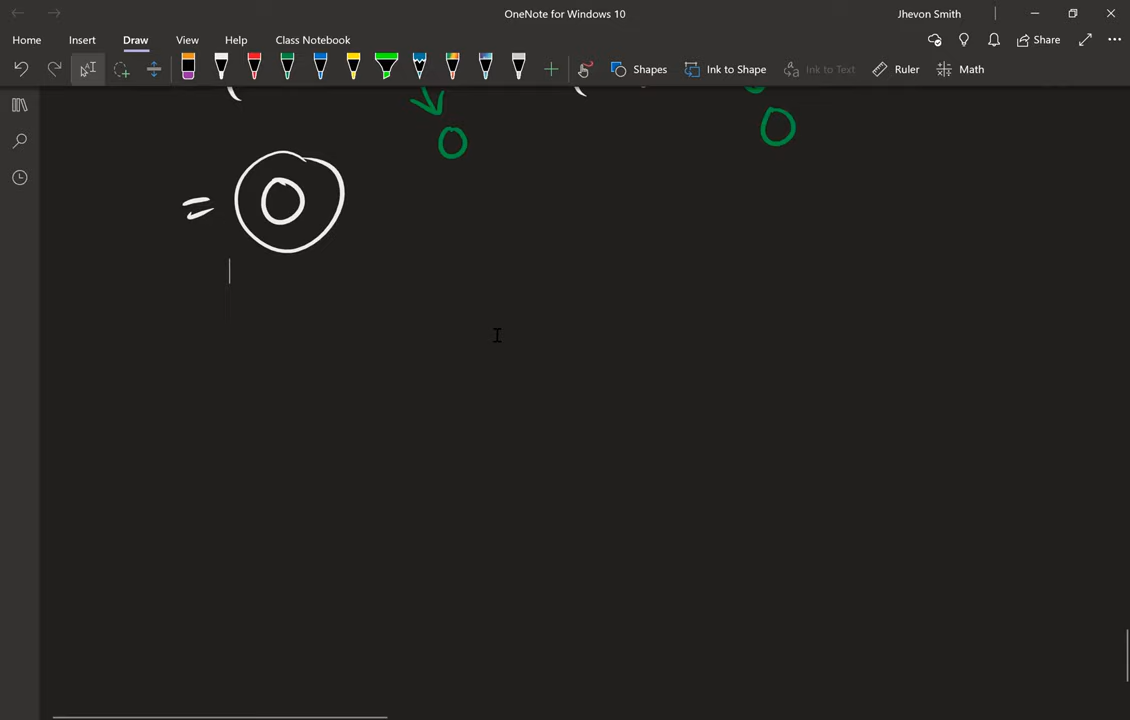 OneNote for Windows 10
Jhevon Smith
Home Insert Draw View Help Class Notebook
Share
Shapes Ink to Shape Ink to Text Ruler Math
0 0
= 0